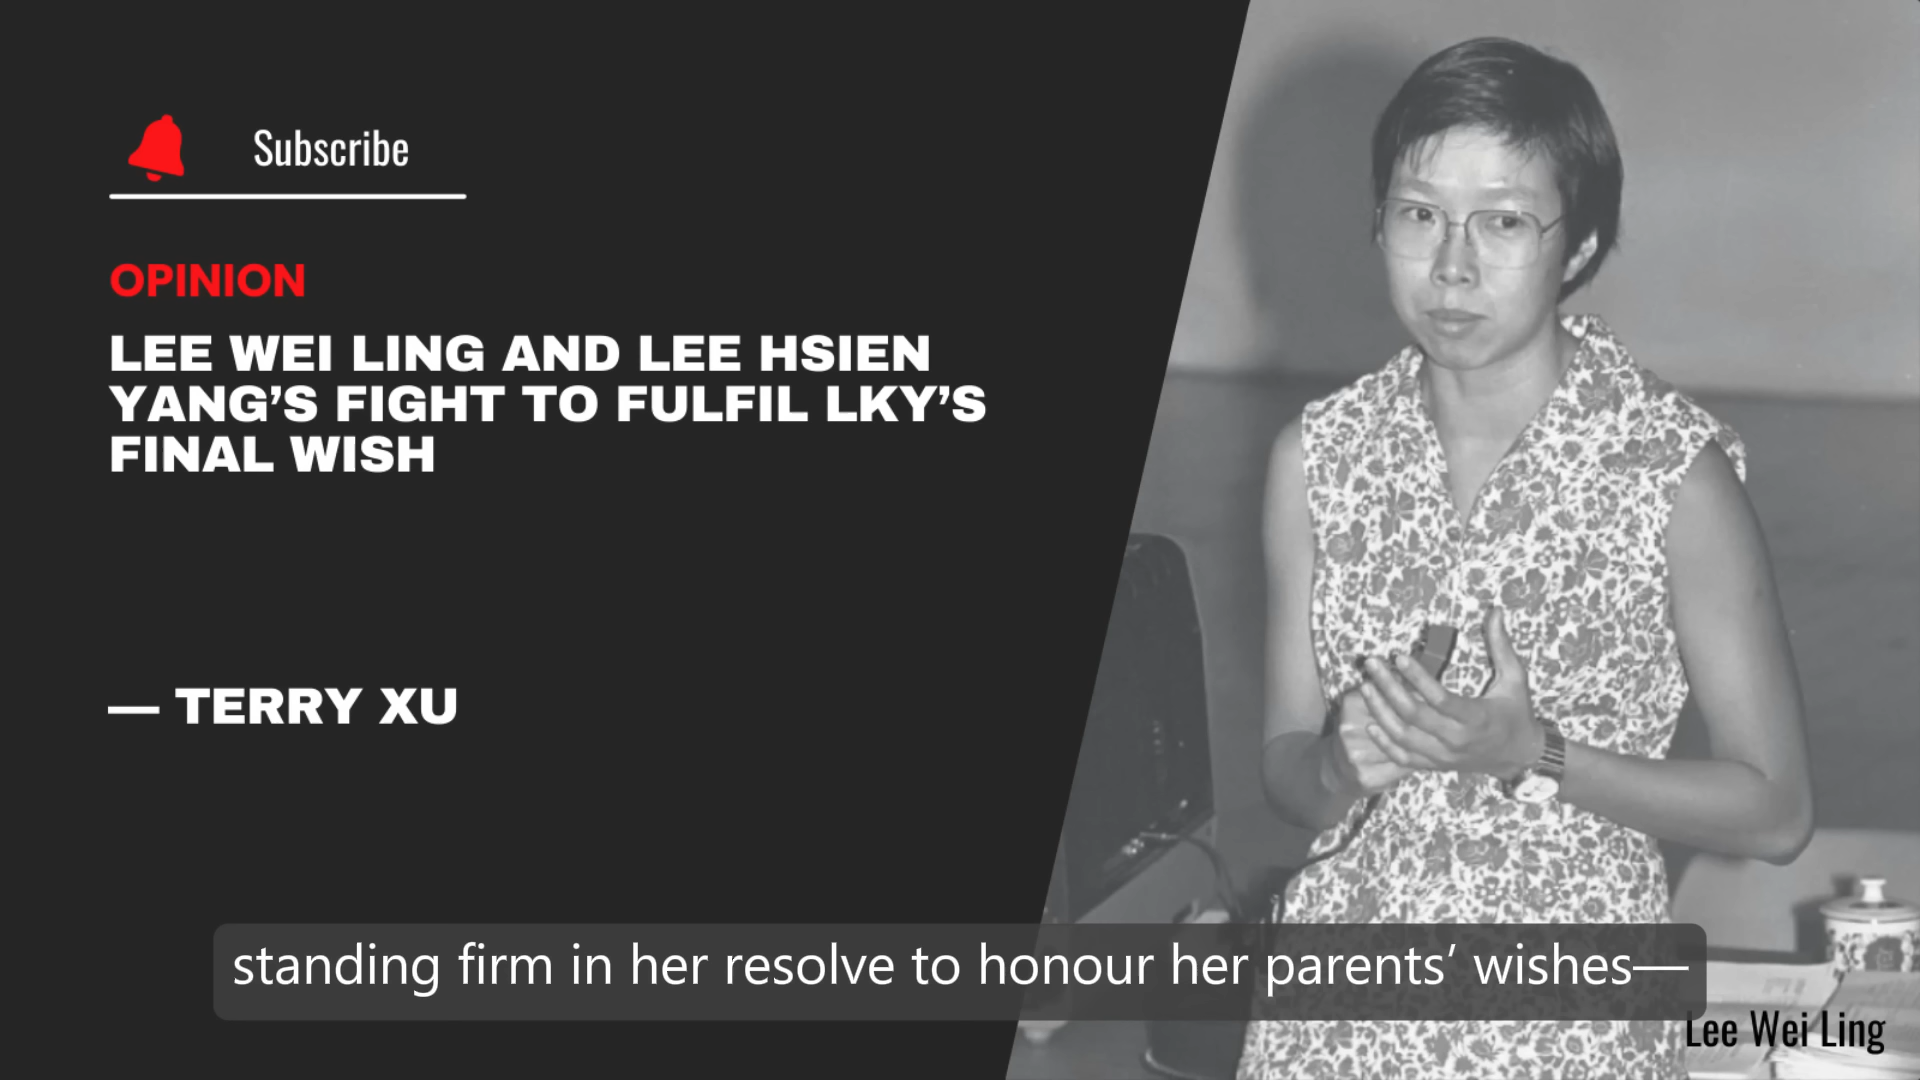 Subscribe
OPINION
LEE WEI LING AND LEE HSIEN
YANG’S FIGHT TO FULFIL LKY’S
FINAL WISH
— TERRY XU
standing firm in her resolve to honour her parents’ wishes—
Lee Wei Ling